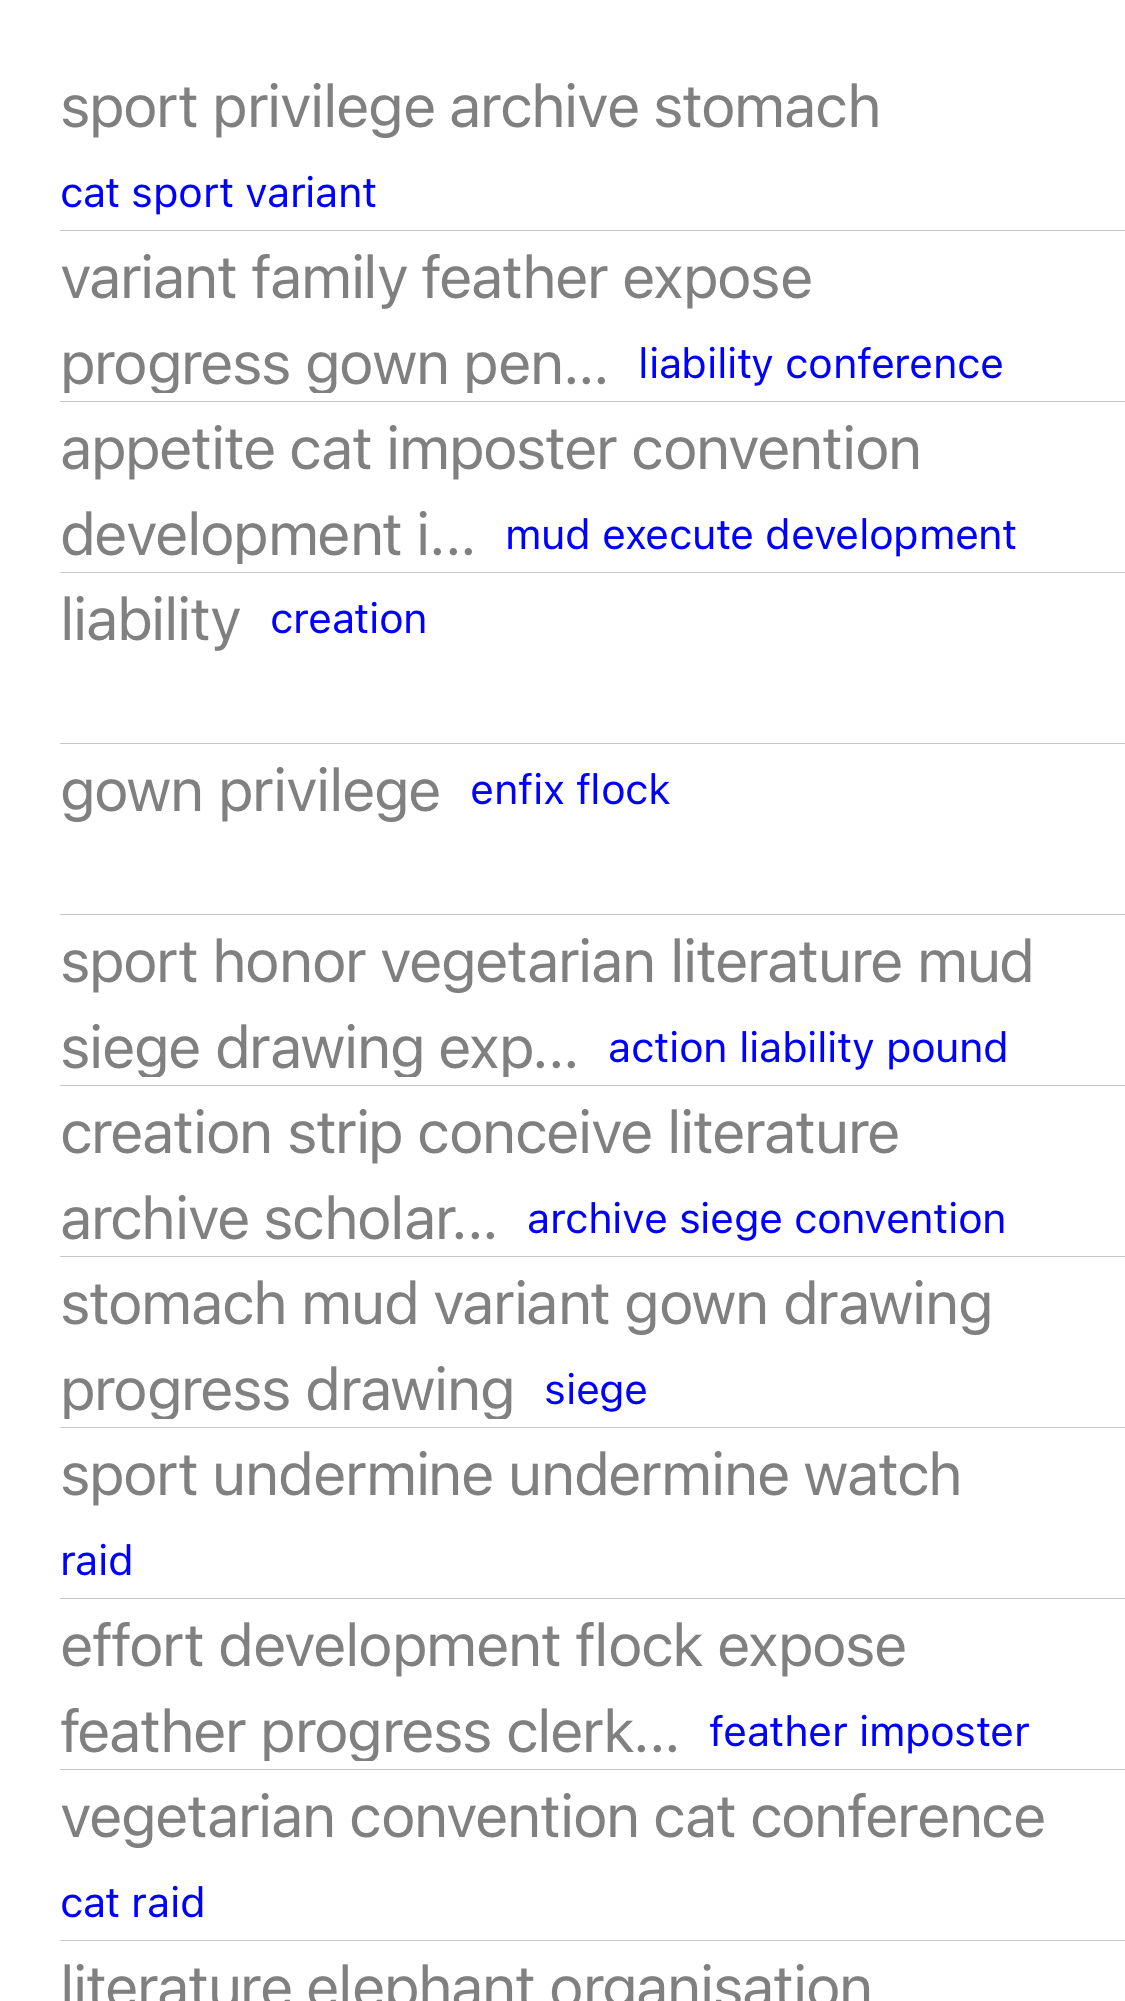 sport privilege archive stomach
cat sport variant
variant family feather expose
progress gown pen... liability conference
appetite cat imposter convention
development i... mud execute development
liability creation
gown privilege enfix flock
sport honor vegetarian literature mud
siege drawing exp... action liability pound
creation strip conceive literature
archive scholar... archive siege convention
stomach mud variant gown drawing
progress drawing siege
sport undermine undermine watch
raid
effort development flock expose
feather progress clerk... feather imposter
vegetarian convention cat conference
cat raid
literature elephant organisation